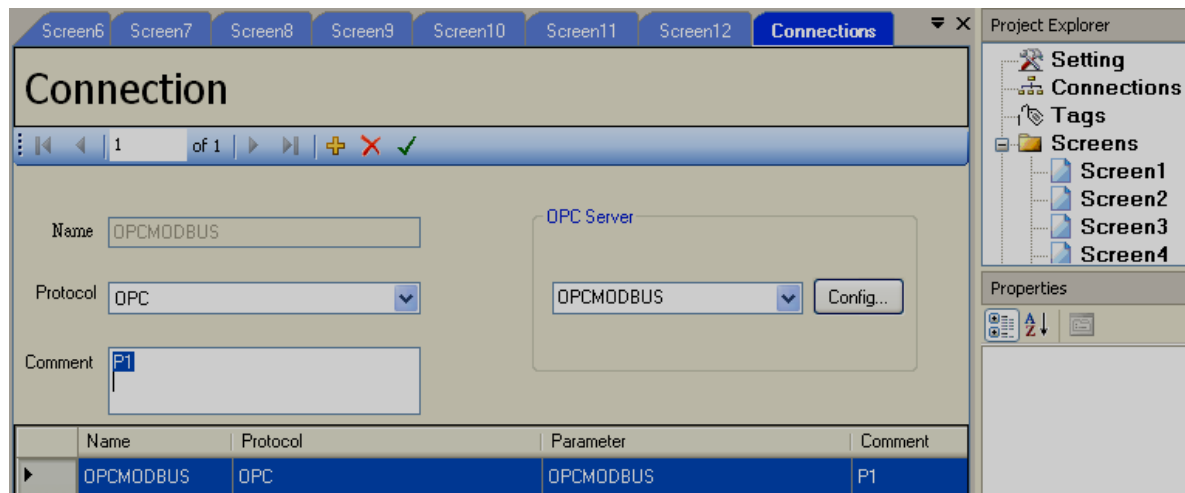 Screen6 Screen7 Screen8 Screen9 Screen10 Screen11 Screen12 Connections
Connection
1 of 1
Name OPCMODBUS
Protocol OPC
Comment P1
OPC Server
OPCMODBUS Config...
Name Protocol Parameter Comment
OPCMODBUS OPC OPCMODBUS P1
Project Explorer
Setting
Connections
Tags
Screens
Screen1
Screen2
Screen3
Screen4
Properties